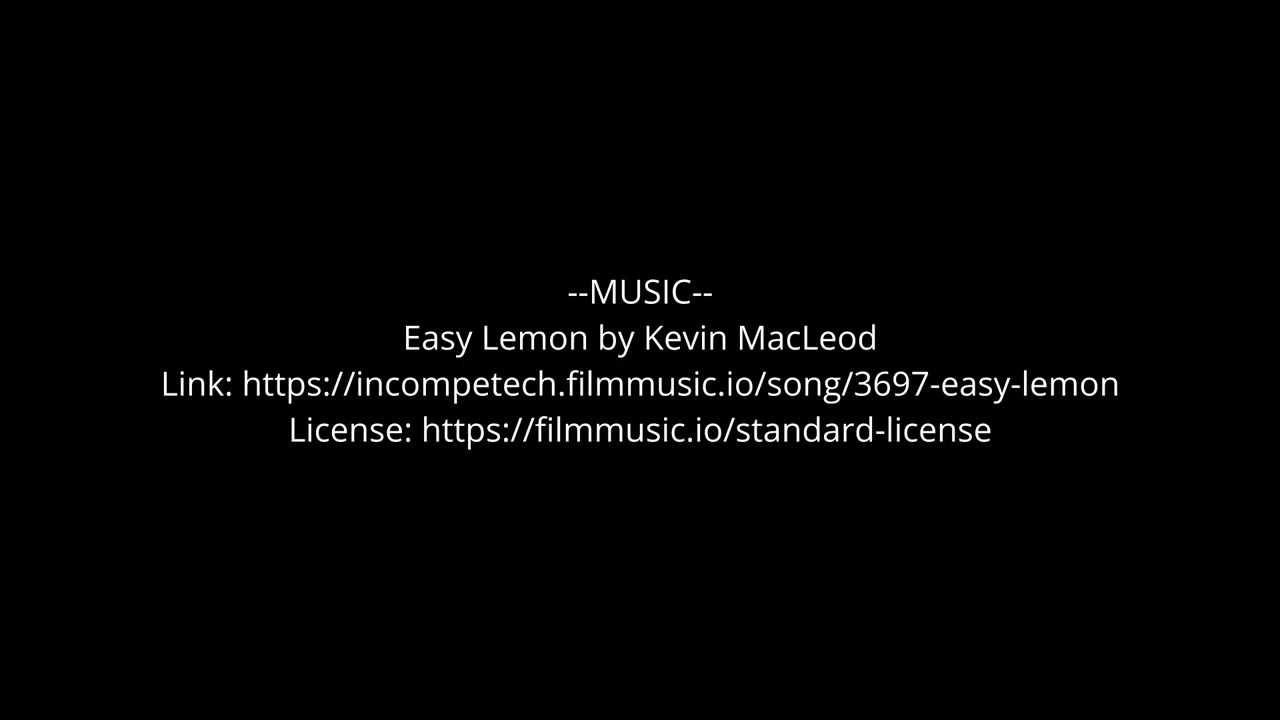 --MUSIC--
Easy Lemon by Kevin MacLeod
Link: https://incompetech.filmmusic.io/song/3697-easy-lemon
License: https://filmmusic.io/standard-license